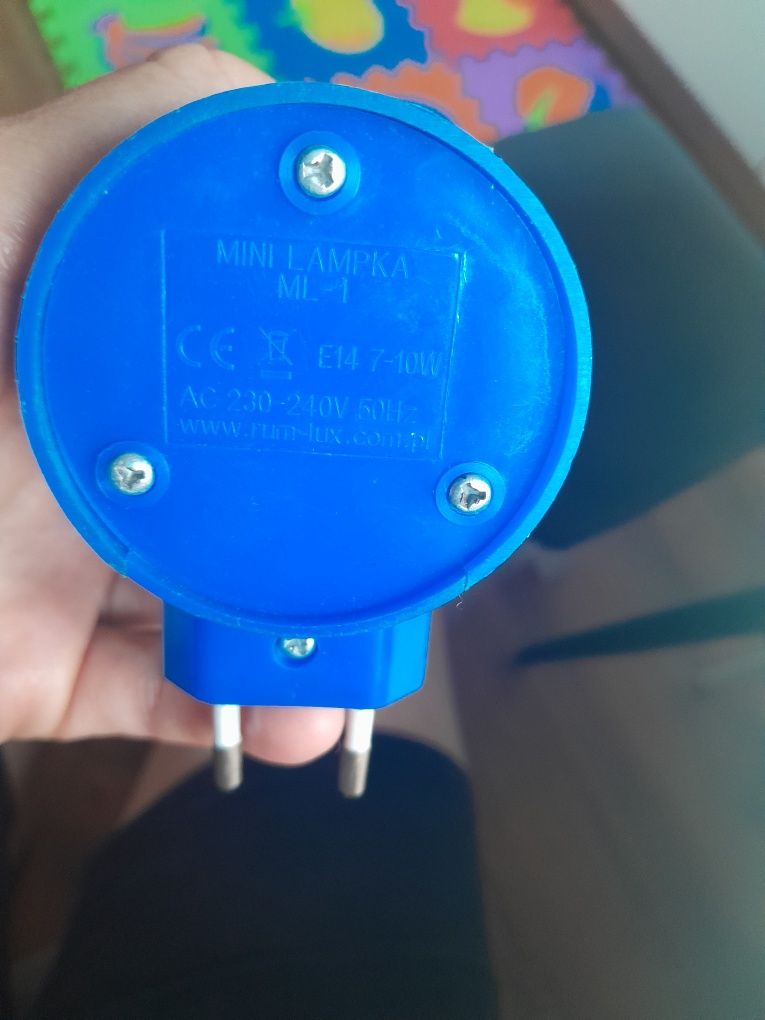 MINI LAMPKA
ML-1
CE E14 7-10W
AC 230-240V 50Hz
www.rum-lux.com.pl